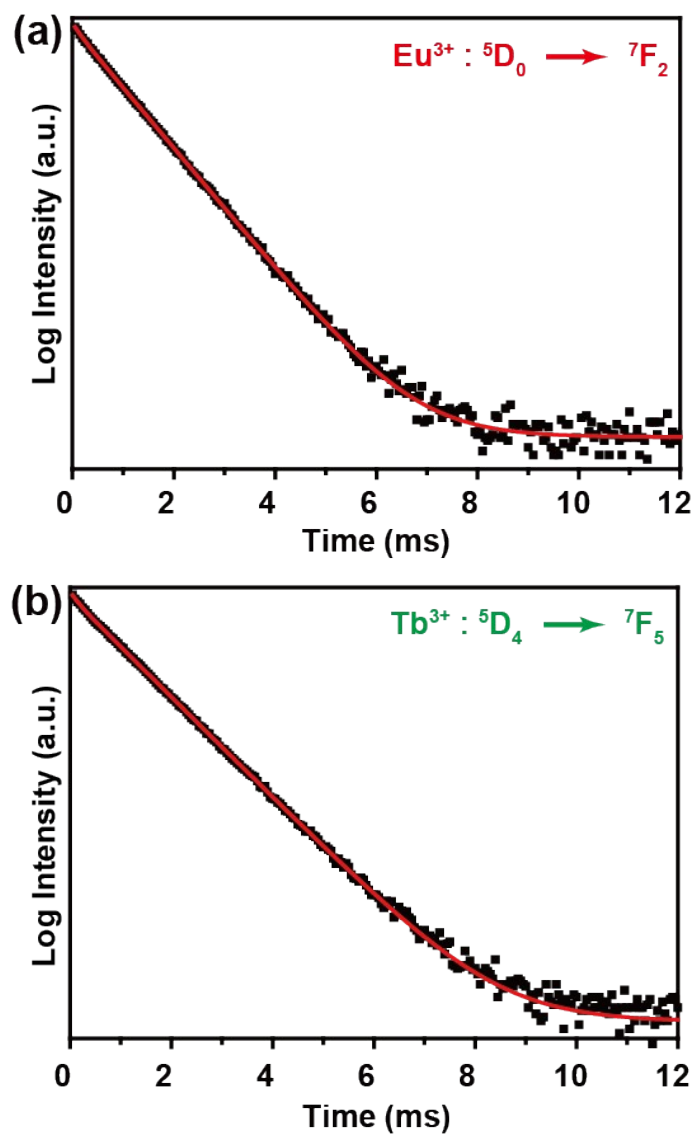 (a)
Eu³⁺ : ⁵D₀ → ⁷F₂
Log Intensity (a.u.)
0 2 4 6 8 10 12
Time (ms)
(b)
Tb³⁺ : ⁵D₄ → ⁷F₅
Log Intensity (a.u.)
0 2 4 6 8 10 12
Time (ms)